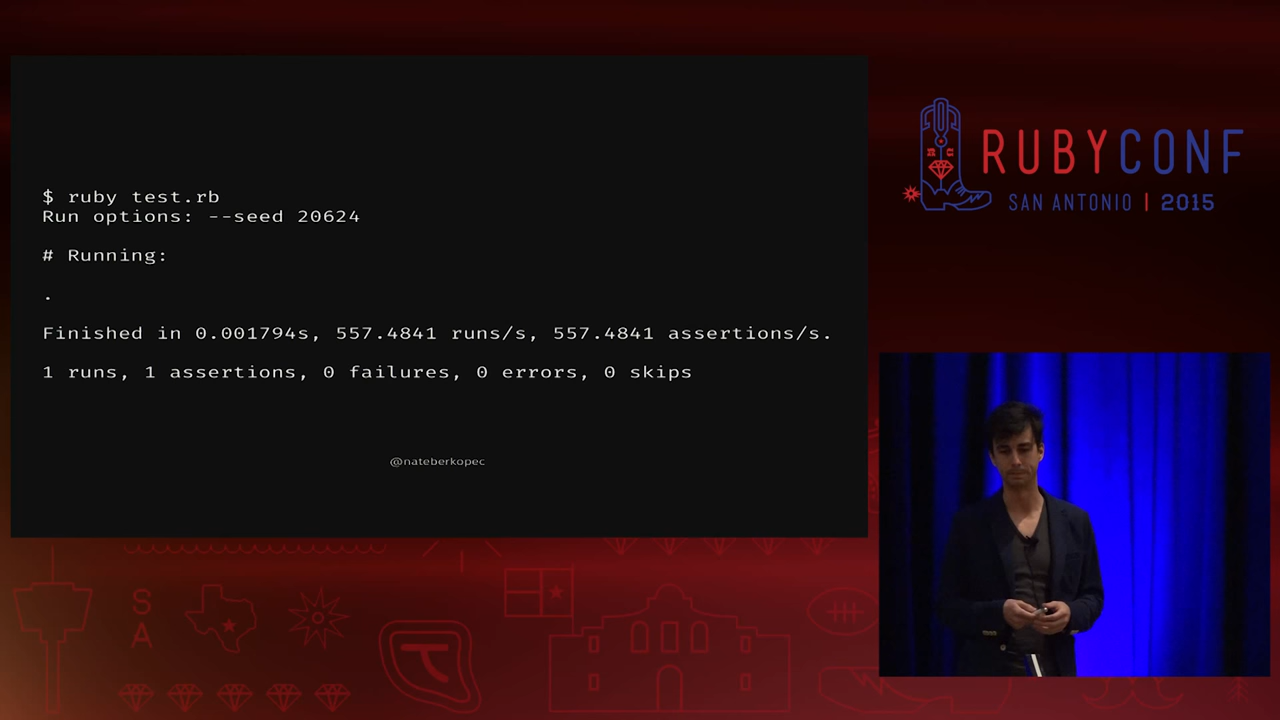 $ ruby test.rb
Run options: --seed 20624
# Running:
.
Finished in 0.001794s, 557.4841 runs/s, 557.4841 assertions/s.
1 runs, 1 assertions, 0 failures, 0 errors, 0 skips
@nateberkopec
RUBYCONF
SAN ANTONIO | 2015
S
A